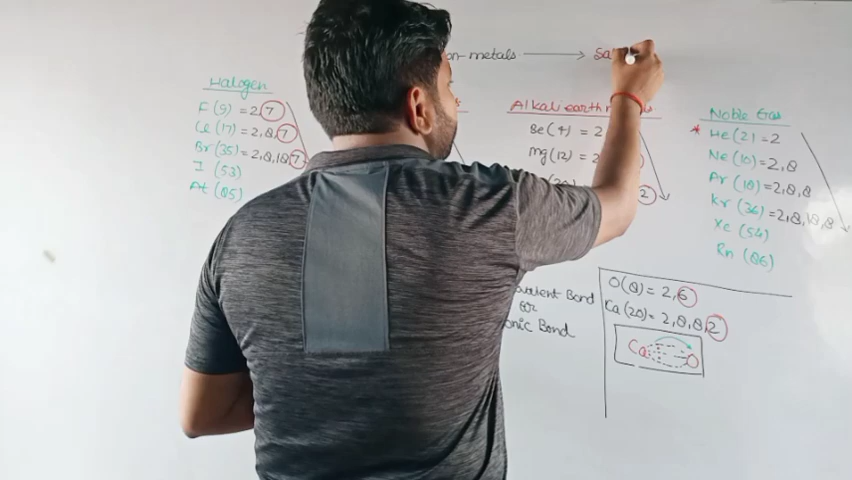 metals ⟶ Sa
Halogen
F (9) = 2, 7
Cl (17) = 2, 8, 7
Br (35) = 2, 8, 18, 7
I (53)
At (85)
Alkali earth
Be (4) = 2
Mg (12) = 2
2
Noble Gas
* He (2) = 2
Ne (10) = 2, 8
Ar (18) = 2, 8, 8
Kr (36) = 2, 8, 18, 8
Xe (54)
Rn (86)
Bond
or
Bond
O (8) = 2, 6
Ca (20) = 2, 8, 8, 2
Ca O